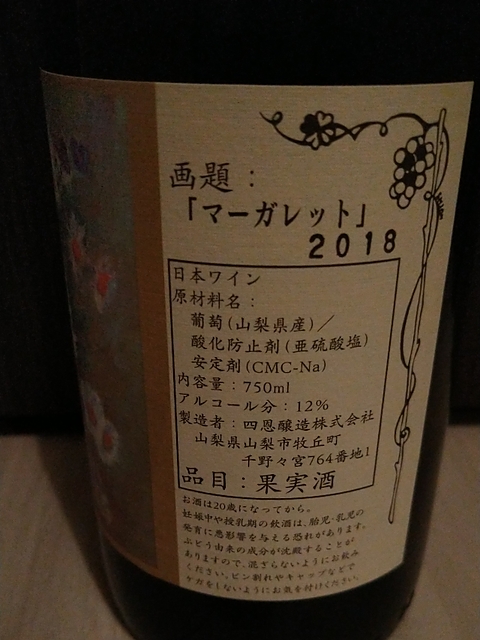 画題：
「マーガレット」
2018
日本ワイン
原材料名：
葡萄(山梨県産)／
酸化防止剤(亜硫酸塩)
安定剤(CMC-Na)
内容量：750ml
アルコール分：12%
製造者：四恩醸造株式会社
山梨県山梨市牧丘町
千野々宮764番地1
品目：果実酒
お酒は20歳になってから。
妊娠中や授乳期の飲酒は、胎児・乳児の
発育に悪影響を与える恐れがあります。
ぶどう由来の成分が沈殿することが
ありますので、混ざらないようにお飲み
ください。ビン割れやキャップなどで
ケガをしないようにお気を付けください。